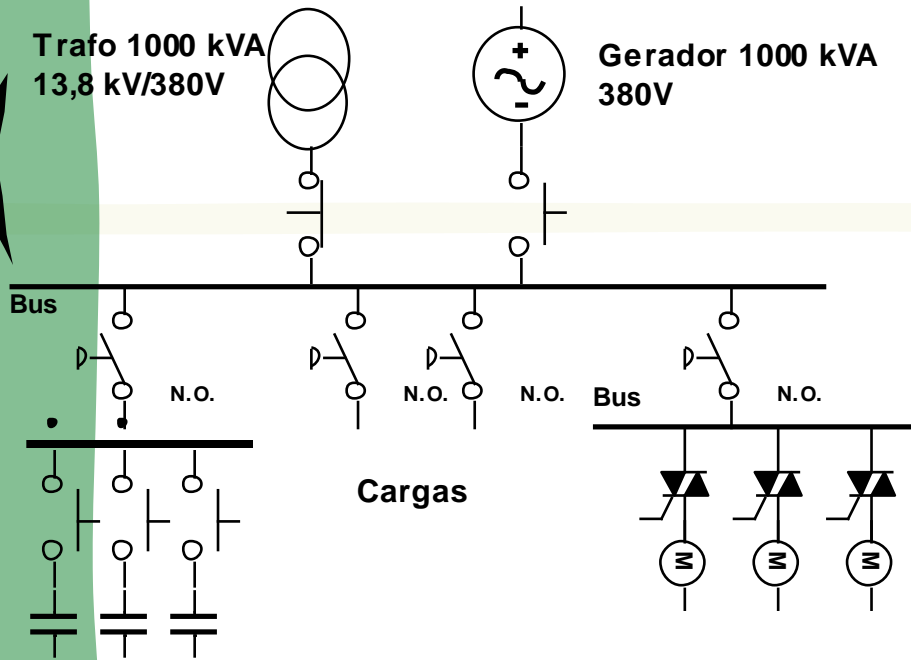 Trafo 1000 kVA
13,8 kV/380V
Gerador 1000 kVA
380V
Bus
N.O.
N.O.
N.O.
Bus
N.O.
Cargas
M
M
M